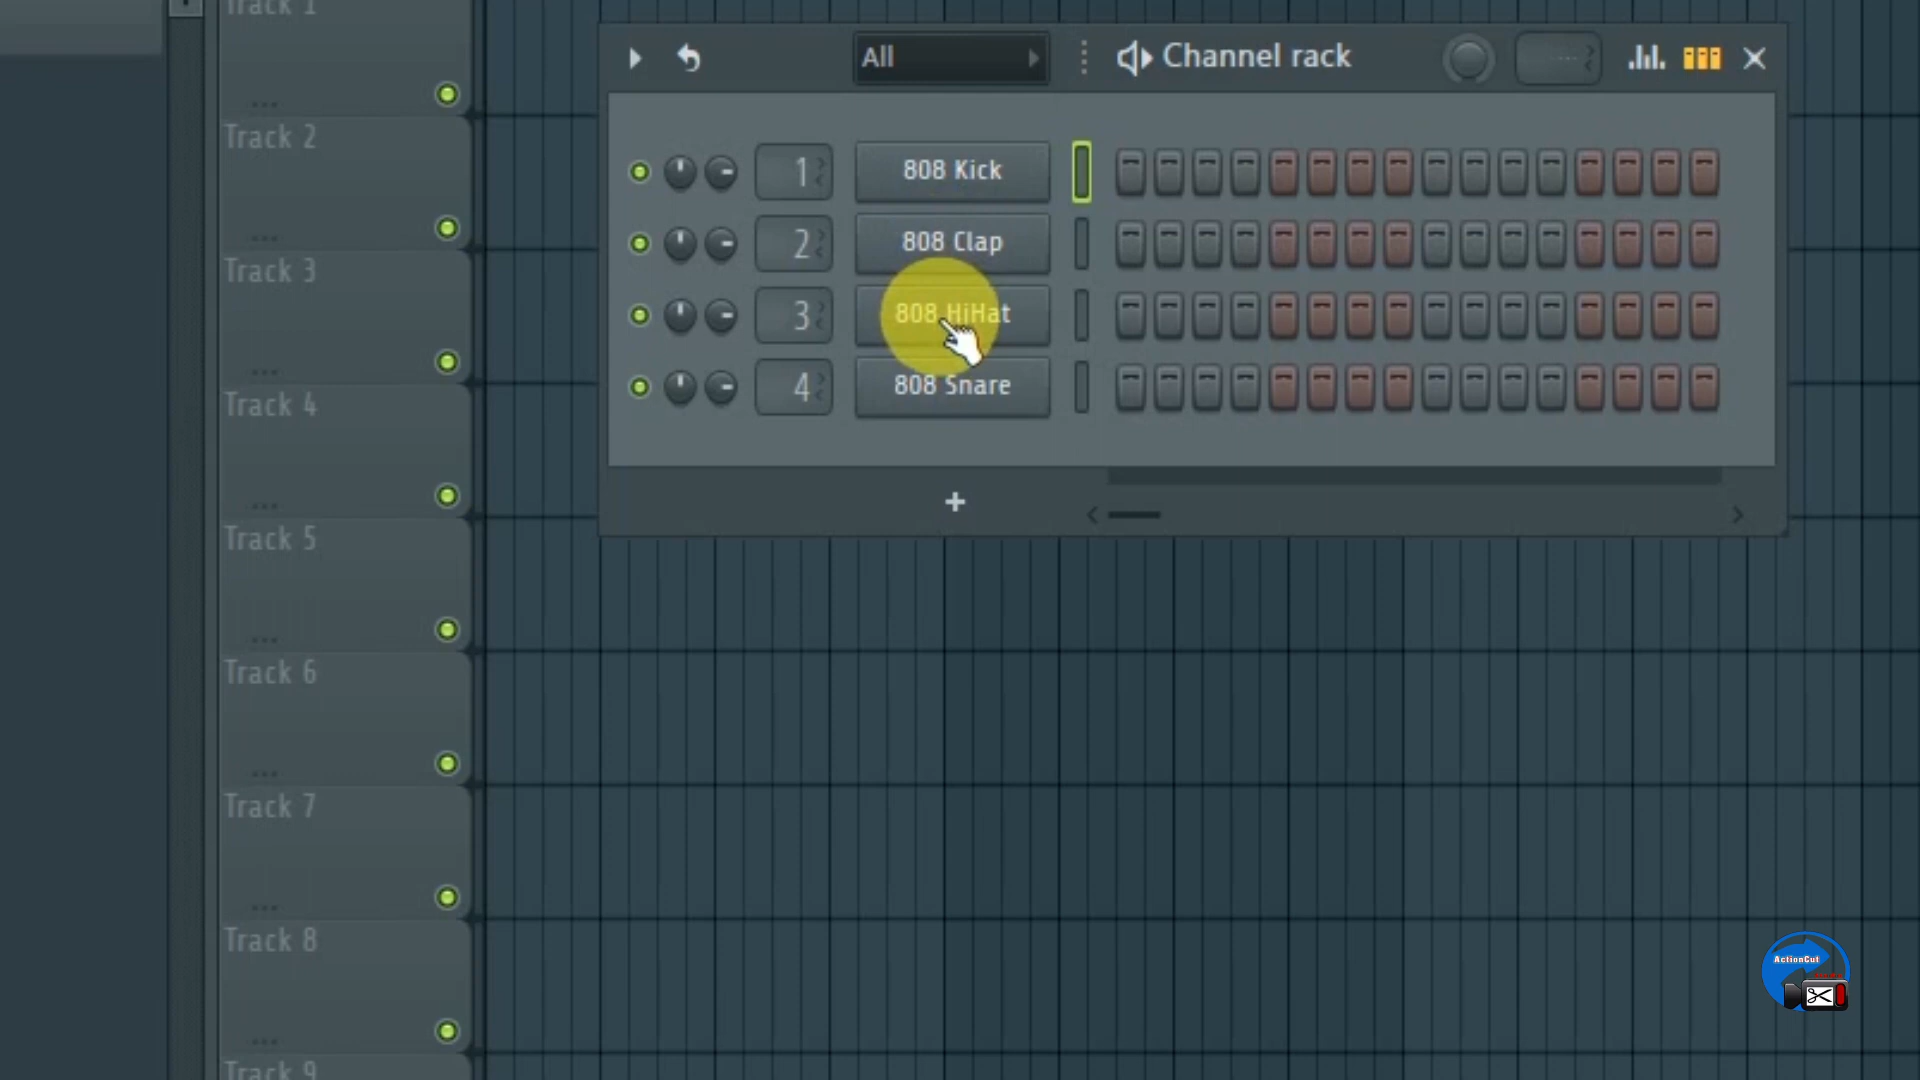 Track 1
All
Channel rack
Track 2
1
808 Kick
2
808 Clap
Track 3
3
808 HiHat
4
808 Snare
Track 4
Track 5
Track 6
Track 7
Track 8
ActionCut
Track 9